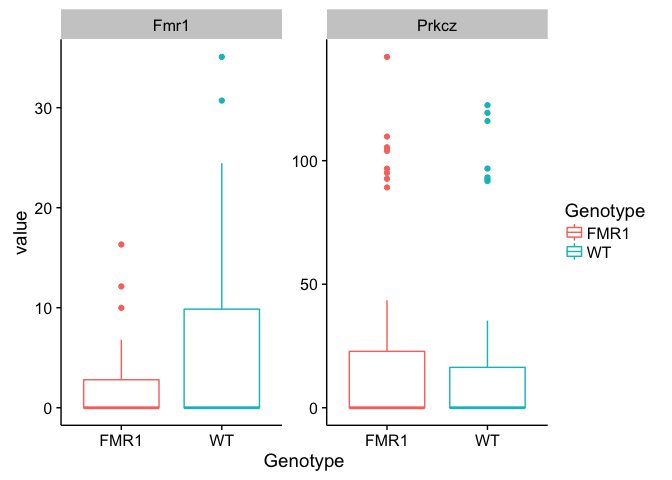 Fmr1
Prkcz
value
30
20
10
0
100
50
0
FMR1
WT
FMR1
WT
Genotype
Genotype
FMR1
WT